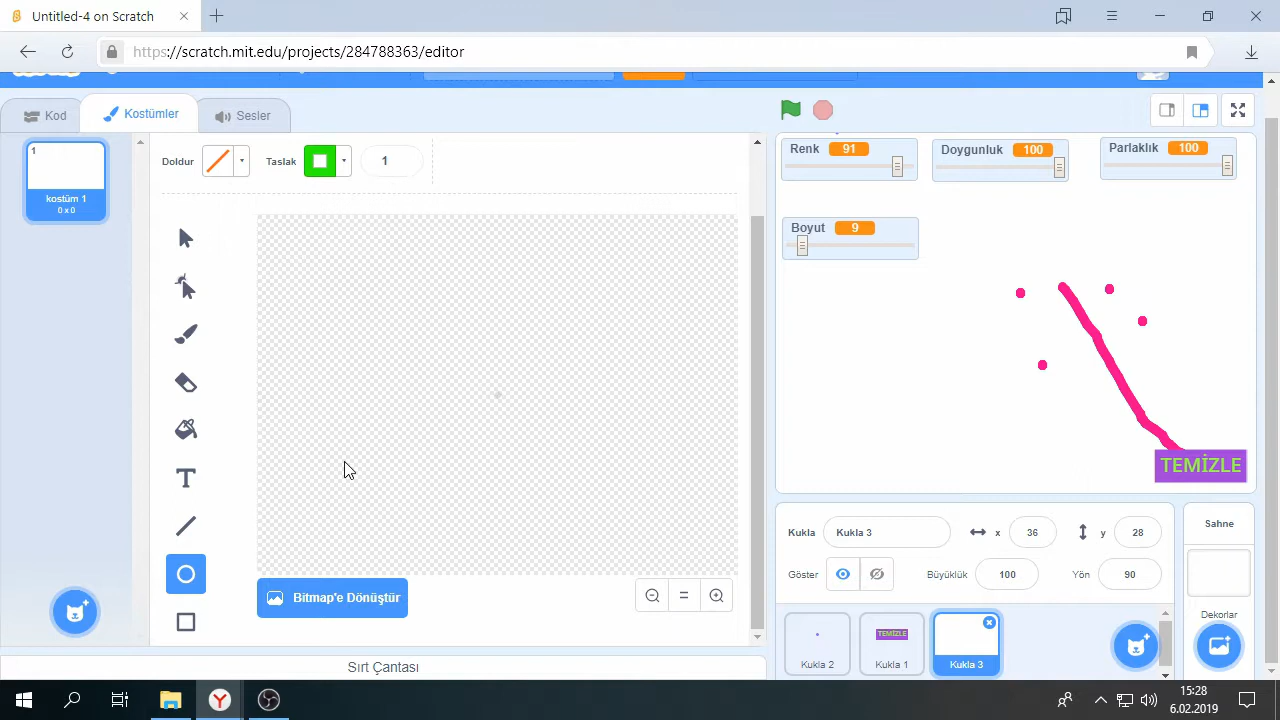 Untitled-4 on Scratch
https://scratch.mit.edu/projects/284788363/editor
Kod
Kostümler
Sesler
1
kostüm 1
0 x 0
Doldur
Taslak
1
Bitmap'e Dönüştür
Sırt Çantası
Renk 91
Doygunluk 100
Parlaklık 100
Boyut 9
TEMİZLE
Kukla
Kukla 3
x
36
y
28
Göster
Büyüklük
100
Yön
90
Kukla 2
TEMİZLE
Kukla 1
Kukla 3
Sahne
Dekorlar
15:28
6.02.2019